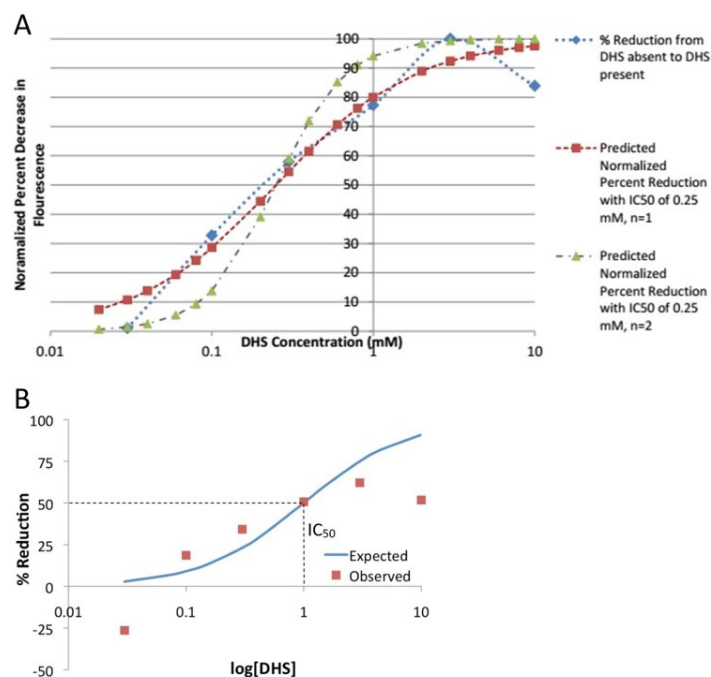 A
Noramalized Percent Decrease in
Flourescence
100
90
80
70
60
50
40
30
20
10
0
0.01
0.1
1
10
DHS Concentration (mM)
% Reduction from
DHS absent to DHS
present
Predicted
Normalized
Percent Reduction
with IC50 of 0.25
mM, n=1
Predicted
Normalized
Percent Reduction
with IC50 of 0.25
mM, n=2
B
% Reduction
100
75
50
25
0
-25
-50
0.01
0.1
1
10
IC50
Expected
Observed
log[DHS]